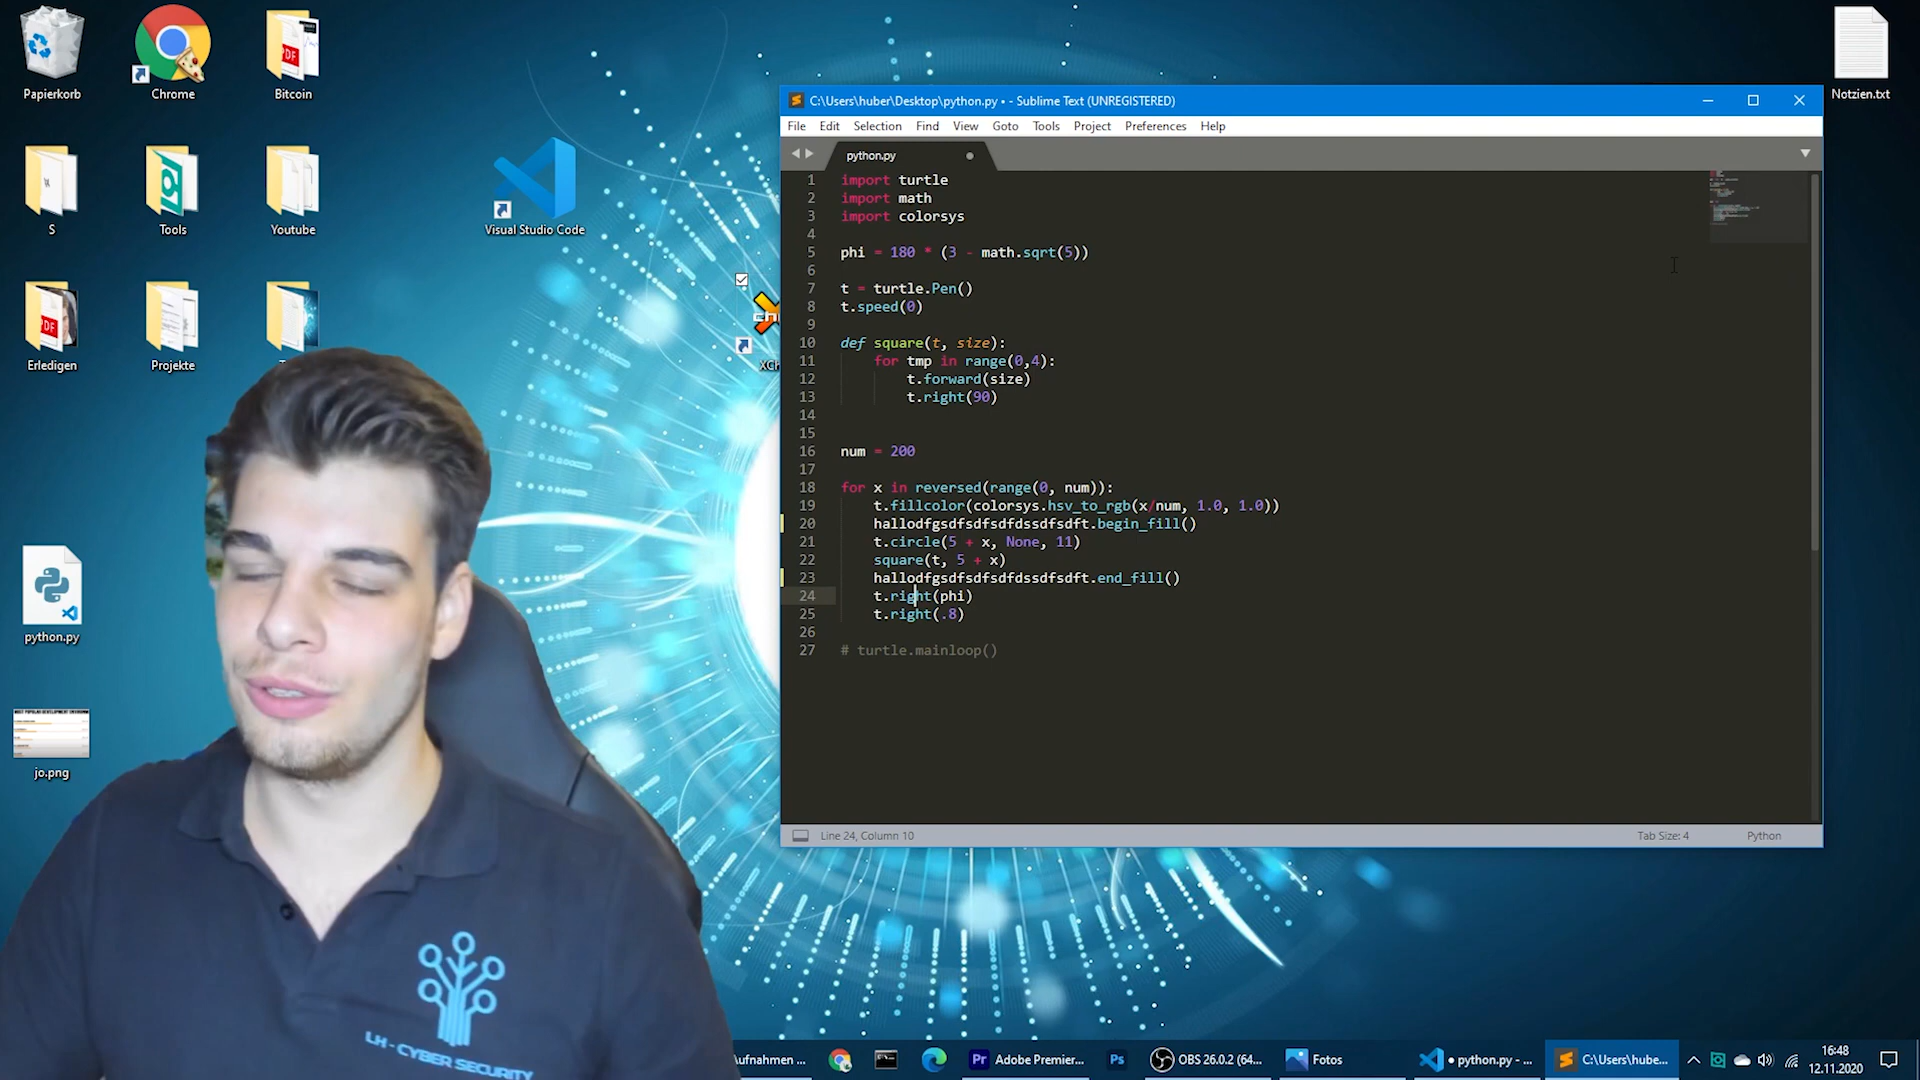 Papierkorb
Chrome
Bitcoin
Notzien.txt
S
Tools
Youtube
Visual Studio Code
Erledigen
Projekte
python.py
jo.png
C:\Users\huber\Desktop\python.py • - Sublime Text (UNREGISTERED)
File Edit Selection Find View Goto Tools Project Preferences Help
python.py
1 import turtle
2 import math
3 import colorsys
4
5 phi = 180 * (3 - math.sqrt(5))
6
7 t = turtle.Pen()
8 t.speed(0)
9
10 def square(t, size):
11 for tmp in range(0,4):
12 t.forward(size)
13 t.right(90)
14
15
16 num = 200
17
18 for x in reversed(range(0, num)):
19 t.fillcolor(colorsys.hsv_to_rgb(x/num, 1.0, 1.0))
20 hallodfgsdfsdfsdfdssdfsdft.begin_fill()
21 t.circle(5 + x, None, 11)
22 square(t, 5 + x)
23 hallodfgsdfsdfsdfdssdfsdft.end_fill()
24 t.right(phi)
25 t.right(.8)
26
27 # turtle.mainloop()
Line 24, Column 10
Tab Size: 4
Python
LH - CYBER SECURITY
ufnahmen ...
Adobe Premier...
OBS 26.0.2 (64...
Fotos
• python.py - ...
C:\Users\hube...
16:48
12.11.2020